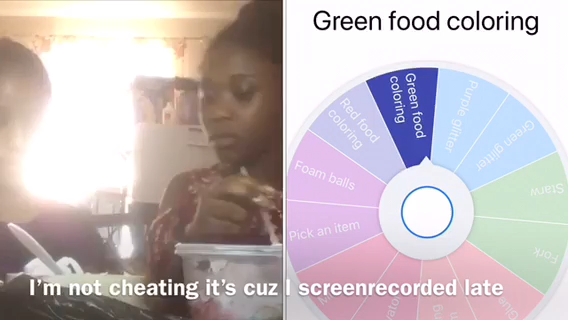 Green food coloring
Green food
coloring
Purple glitter
Green glitter
Red food
coloring
Foam balls
Pick an item
Fork
I'm not cheating it's cuz I screenrecorded late